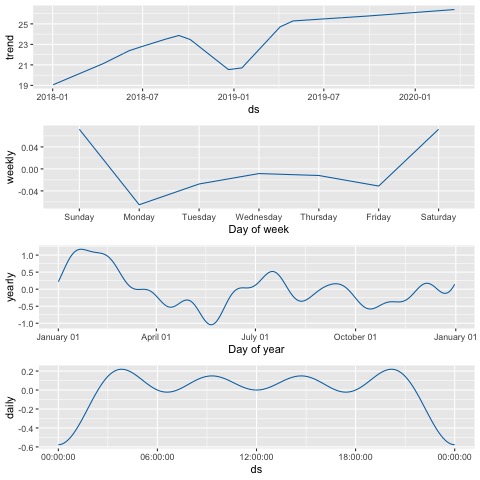 trend
25
23
21
19
2018-01 2018-07 2019-01 2019-07 2020-01
ds
weekly
0.04
0.00
-0.04
Sunday Monday Tuesday Wednesday Thursday Friday Saturday
Day of week
yearly
1.0
0.5
0.0
-0.5
-1.0
January 01 April 01 July 01 October 01 January 01
Day of year
daily
0.2
0.0
-0.2
-0.4
-0.6
00:00:00 06:00:00 12:00:00 18:00:00 00:00:00
ds